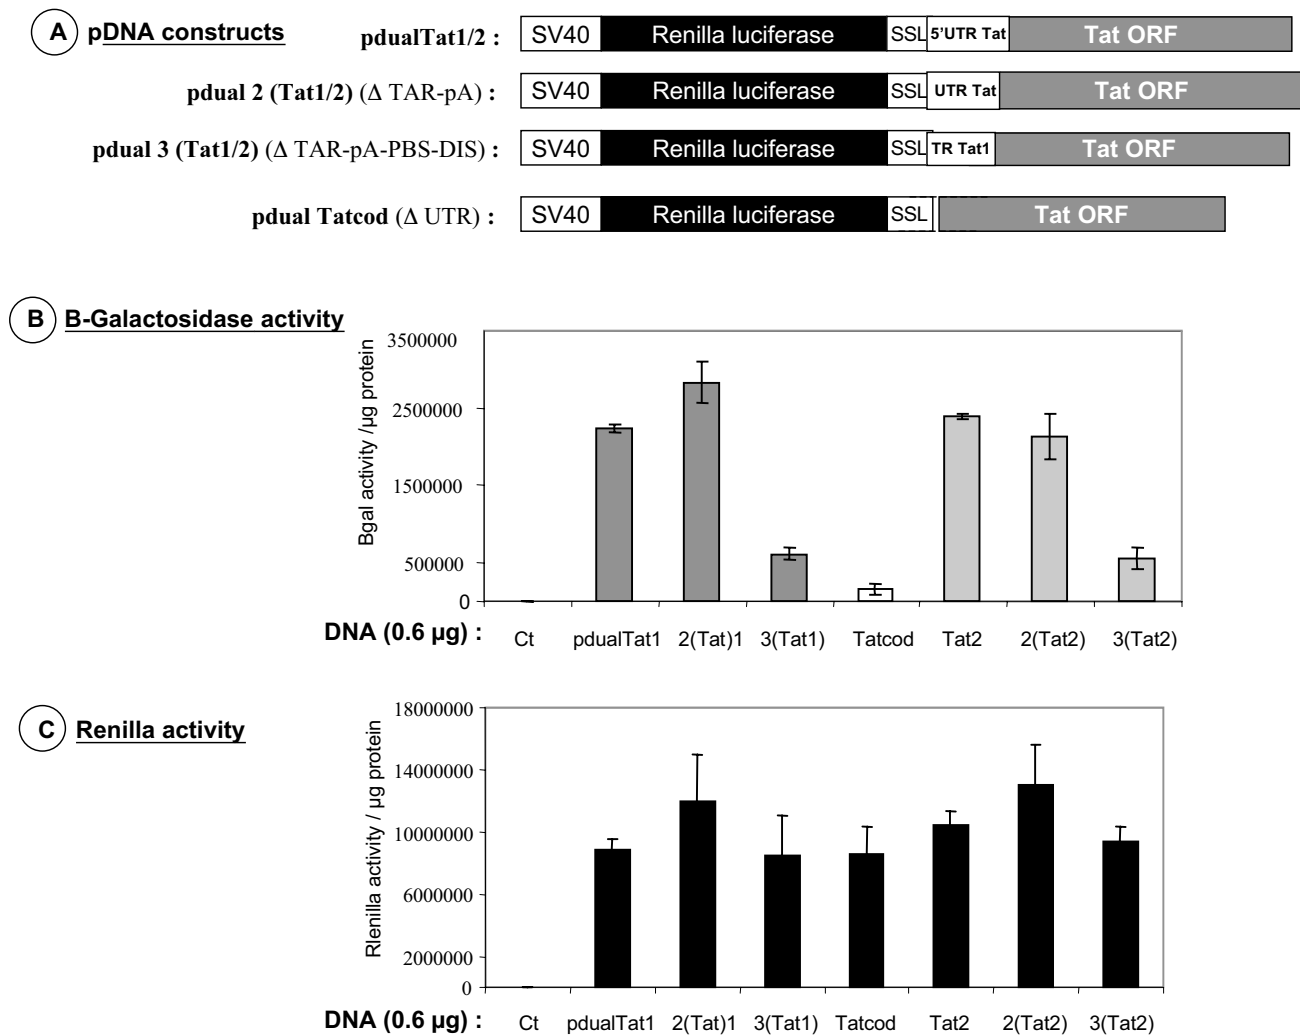 A pDNA constructs
pdualTat1/2 : SV40 Renilla luciferase SSL 5'UTR Tat Tat ORF
pdual 2 (Tat1/2) (Δ TAR-pA) : SV40 Renilla luciferase SSL UTR Tat Tat ORF
pdual 3 (Tat1/2) (Δ TAR-pA-PBS-DIS) : SV40 Renilla luciferase SSL TR Tat1 Tat ORF
pdual Tatcod (Δ UTR) : SV40 Renilla luciferase SSL Tat ORF
B B-Galactosidase activity
Bgal activity /µg protein
3500000
2500000
1500000
500000
0
DNA (0.6 µg) : Ct pdualTat1 2(Tat)1 3(Tat1) Tatcod Tat2 2(Tat2) 3(Tat2)
C Renilla activity
Rlenilla activity / µg protein
18000000
14000000
10000000
6000000
2000000
0
DNA (0.6 µg) : Ct pdualTat1 2(Tat)1 3(Tat1) Tatcod Tat2 2(Tat2) 3(Tat2)